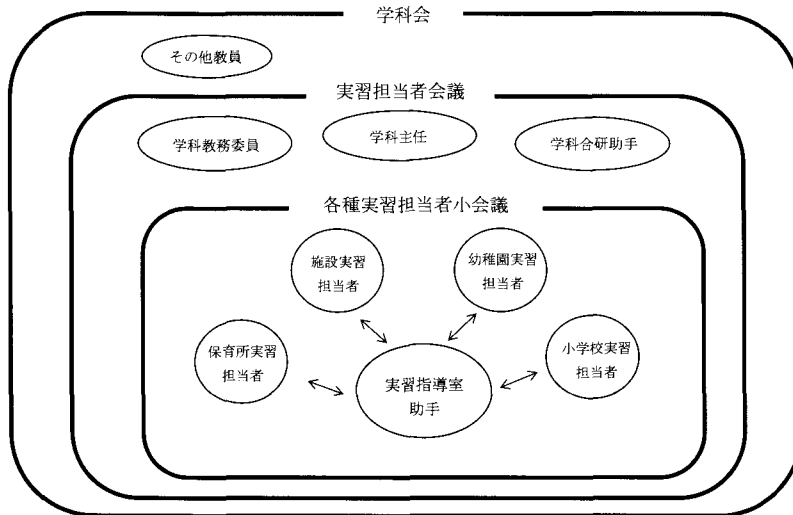 学科会
その他教員
実習担当者会議
学科教務委員
学科主任
学科合研助手
各種実習担当者小会議
施設実習
担当者
幼稚園実習
担当者
保育所実習
担当者
実習指導室
助手
小学校実習
担当者